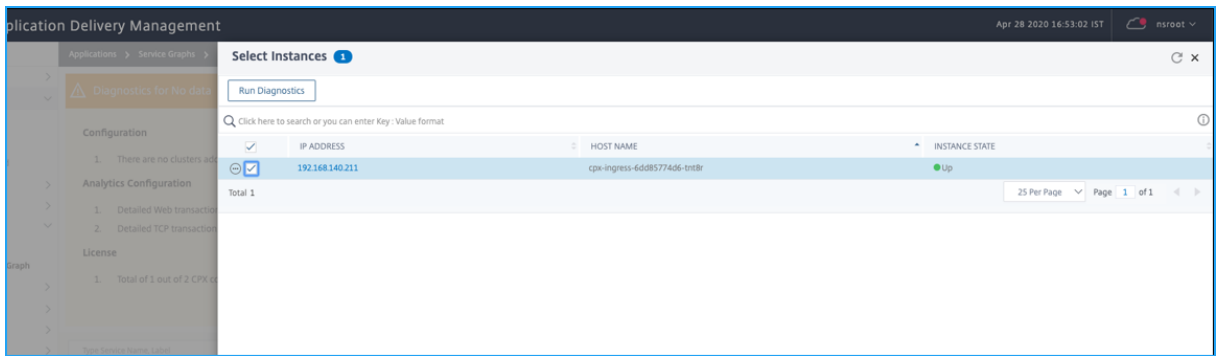 plication Delivery Management
Apr 28 2020 16:53:02 IST
nsroot
Applications > Service Graphs >
Select Instances 1
Diagnostics for No data
Run Diagnostics
Click here to search or you can enter Key : Value format
Configuration
IP ADDRESS HOST NAME INSTANCE STATE
1. There are no clusters add
192.168.140.211 cpx-ingress-6dd85774d6-tnt8r Up
Analytics Configuration
Total 1 25 Per Page Page 1 of 1
1. Detailed Web transaction
2. Detailed TCP transaction
License
Graph
1. Total of 1 out of 2 CPX co